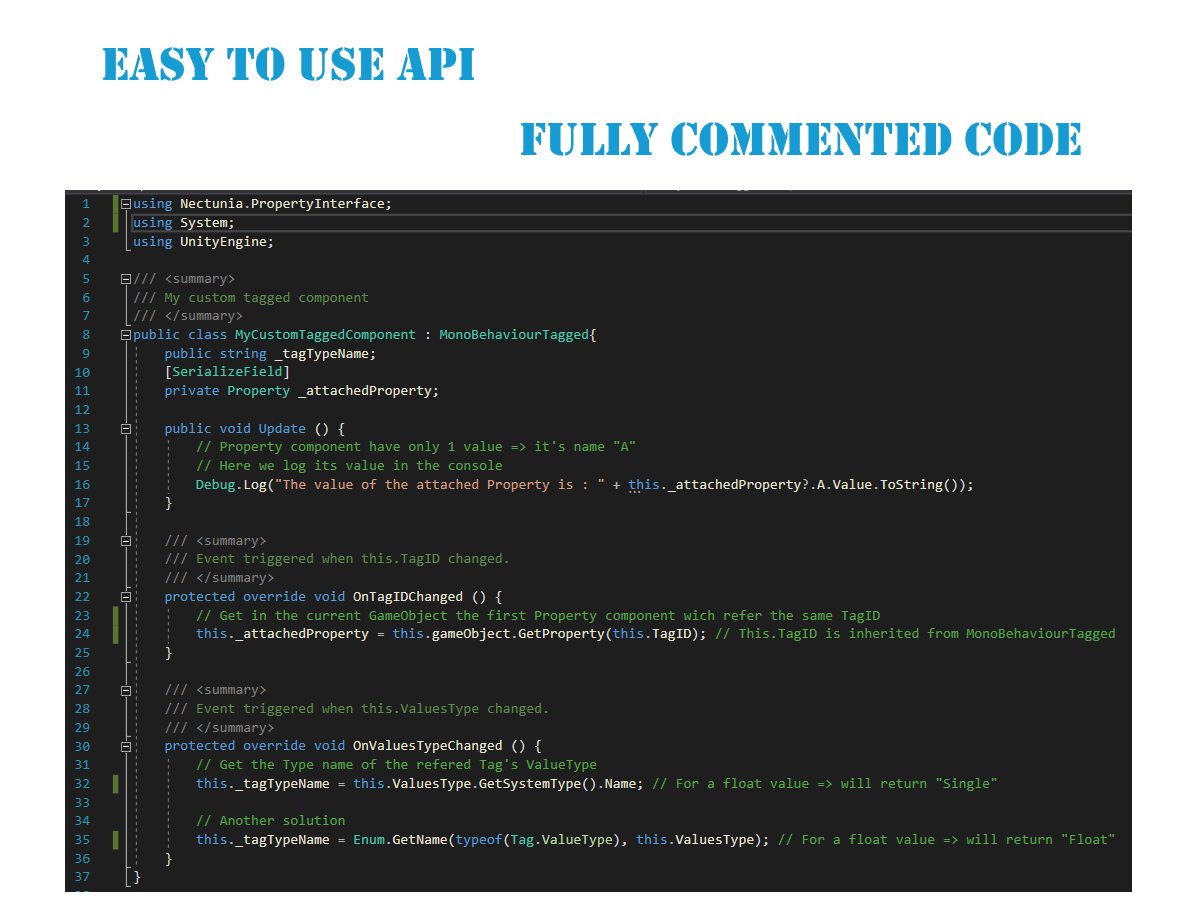 EASY TO USE API
FULLY COMMENTED CODE
1 using Nectunia.PropertyInterface;
2 using System;
3 using UnityEngine;
4
5 /// <summary>
6 /// My custom tagged component
7 /// </summary>
8 public class MyCustomTaggedComponent : MonoBehaviourTagged{
9     public string _tagTypeName;
10     [SerializeField]
11     private Property _attachedProperty;
12
13     public void Update () {
14         // Property component have only 1 value => it's name "A"
15         // Here we log its value in the console
16         Debug.Log("The value of the attached Property is : " + this._attachedProperty?.A.Value.ToString());
17     }
18
19     /// <summary>
20     /// Event triggered when this.TagID changed.
21     /// </summary>
22     protected override void OnTagIDChanged () {
23         // Get in the current GameObject the first Property component wich refer the same TagID
24         this._attachedProperty = this.gameObject.GetProperty(this.TagID); // This.TagID is inherited from MonoBehaviourTagged
25     }
26
27     /// <summary>
28     /// Event triggered when this.ValuesType changed.
29     /// </summary>
30     protected override void OnValuesTypeChanged () {
31         // Get the Type name of the refered Tag's ValueType
32         this._tagTypeName = this.ValuesType.GetSystemType().Name; // For a float value => will return "Single"
33
34         // Another solution
35         this._tagTypeName = Enum.GetName(typeof(Tag.ValueType), this.ValuesType); // For a float value => will return "Float"
36     }
37 }